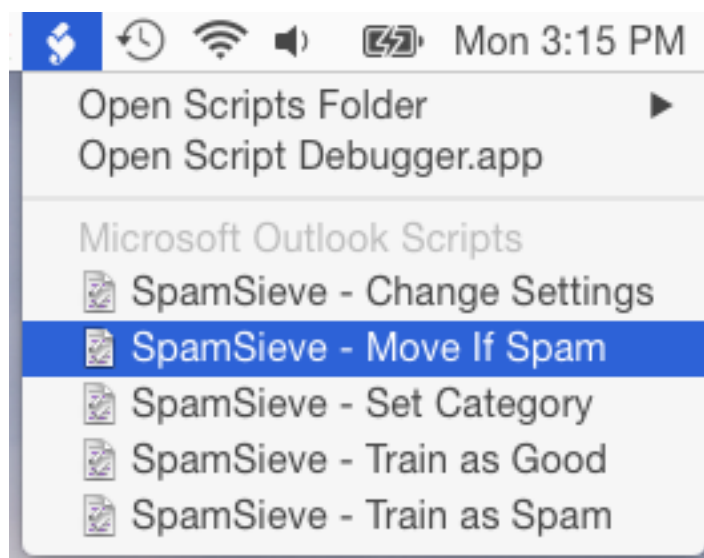 Mon 3:15 PM
Open Scripts Folder
Open Script Debugger.app
Microsoft Outlook Scripts
SpamSieve - Change Settings
SpamSieve - Move If Spam
SpamSieve - Set Category
SpamSieve - Train as Good
SpamSieve - Train as Spam